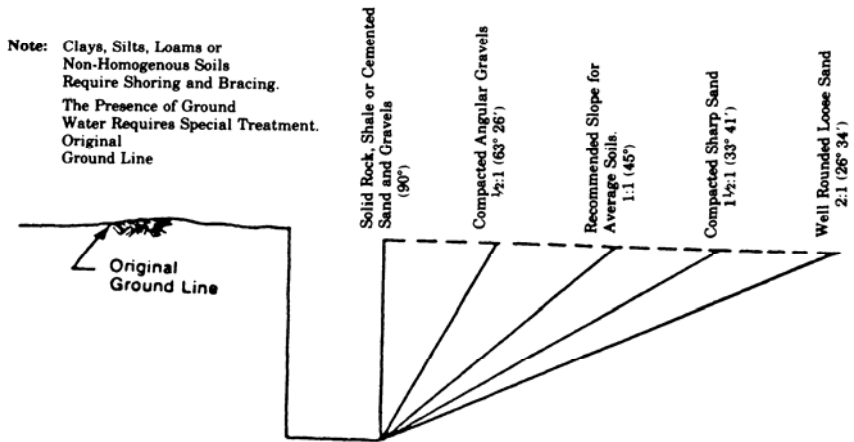 Note: Clays, Silts, Loams or
Non-Homogenous Soils
Require Shoring and Bracing.
The Presence of Ground
Water Requires Special Treatment.
Original
Ground Line
Solid Rock, Shale or Cemented
Sand and Gravels
(90°)
Compacted Angular Gravels
½:1 (63° 26′)
Recommended Slope for
Average Soils.
1:1 (45°)
Compacted Sharp Sand
1½:1 (33° 41′)
Well Rounded Loose Sand
2:1 (26° 34′)
Original
Ground Line